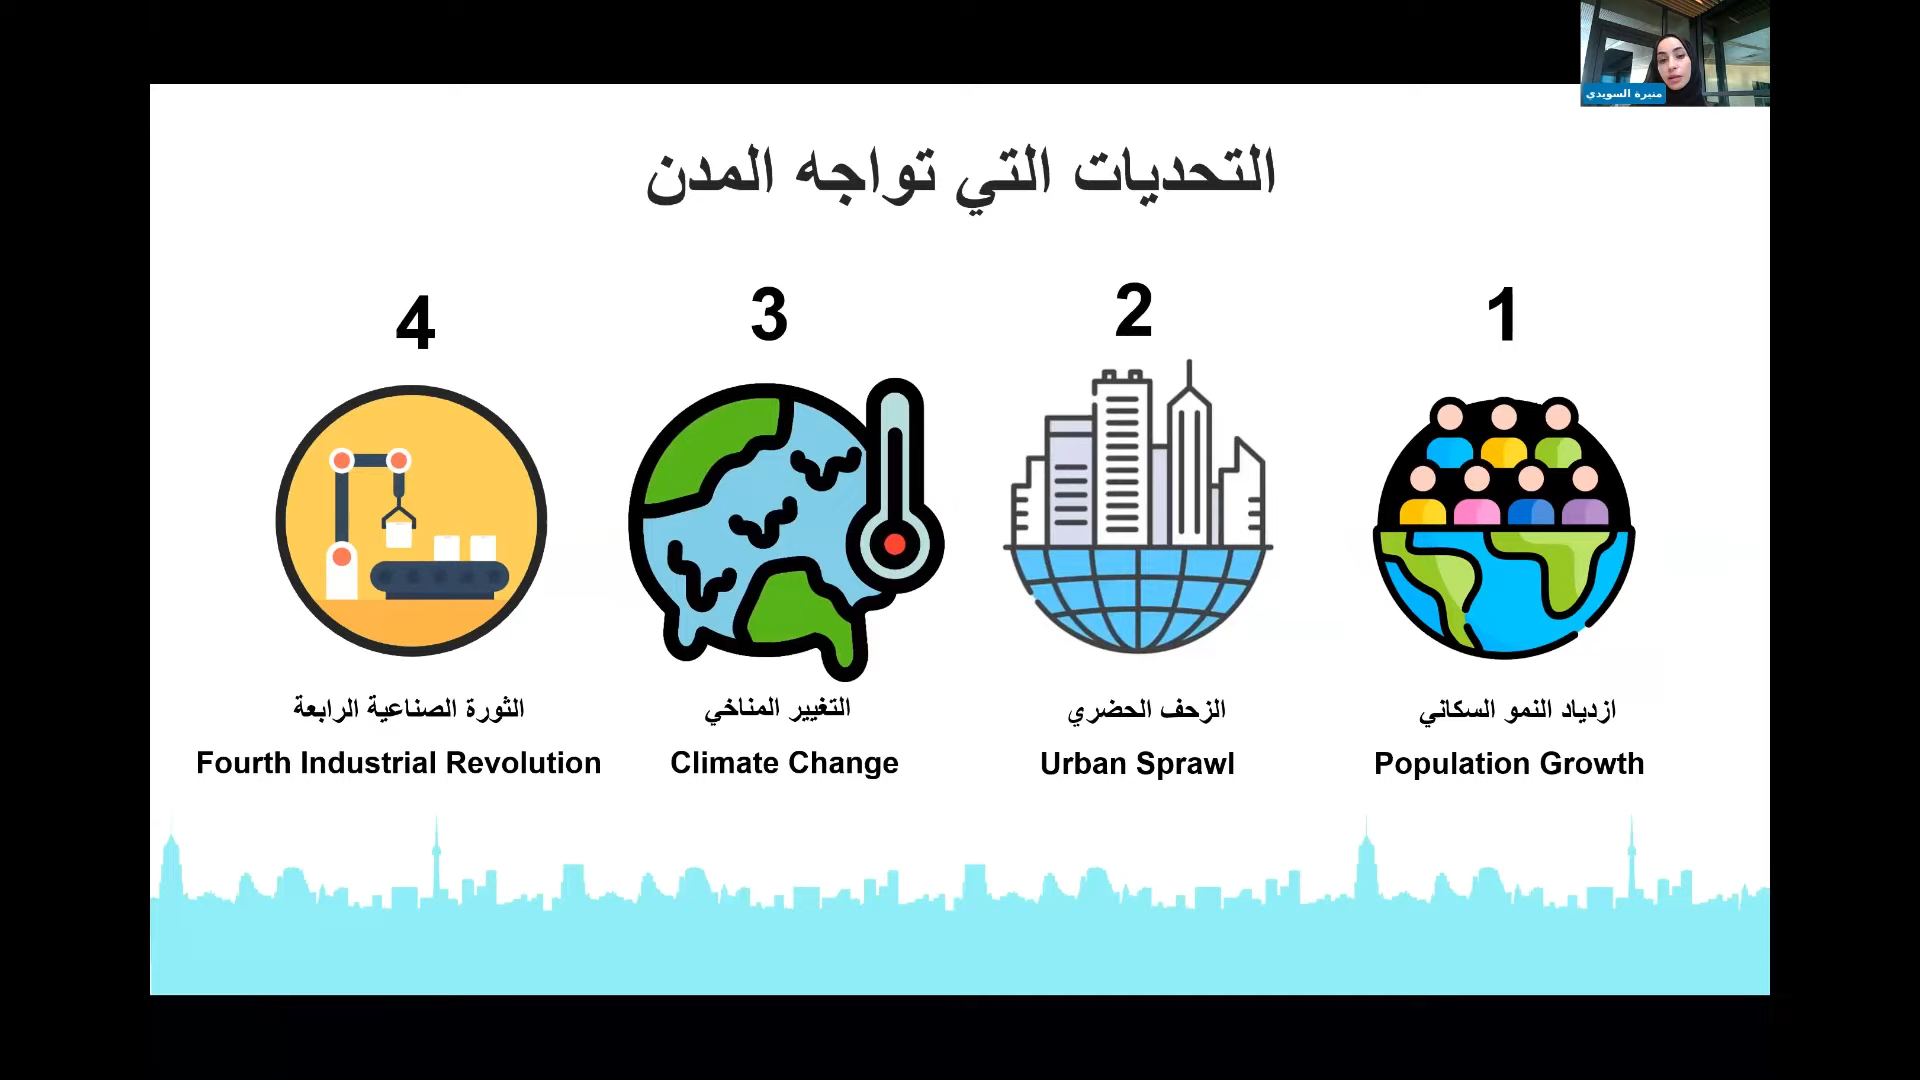 منيرة السويدي
التحديات التي تواجه المدن
1
ازدياد النمو السكاني
Population Growth
2
الزحف الحضري
Urban Sprawl
3
التغيير المناخي
Climate Change
4
الثورة الصناعية الرابعة
Fourth Industrial Revolution